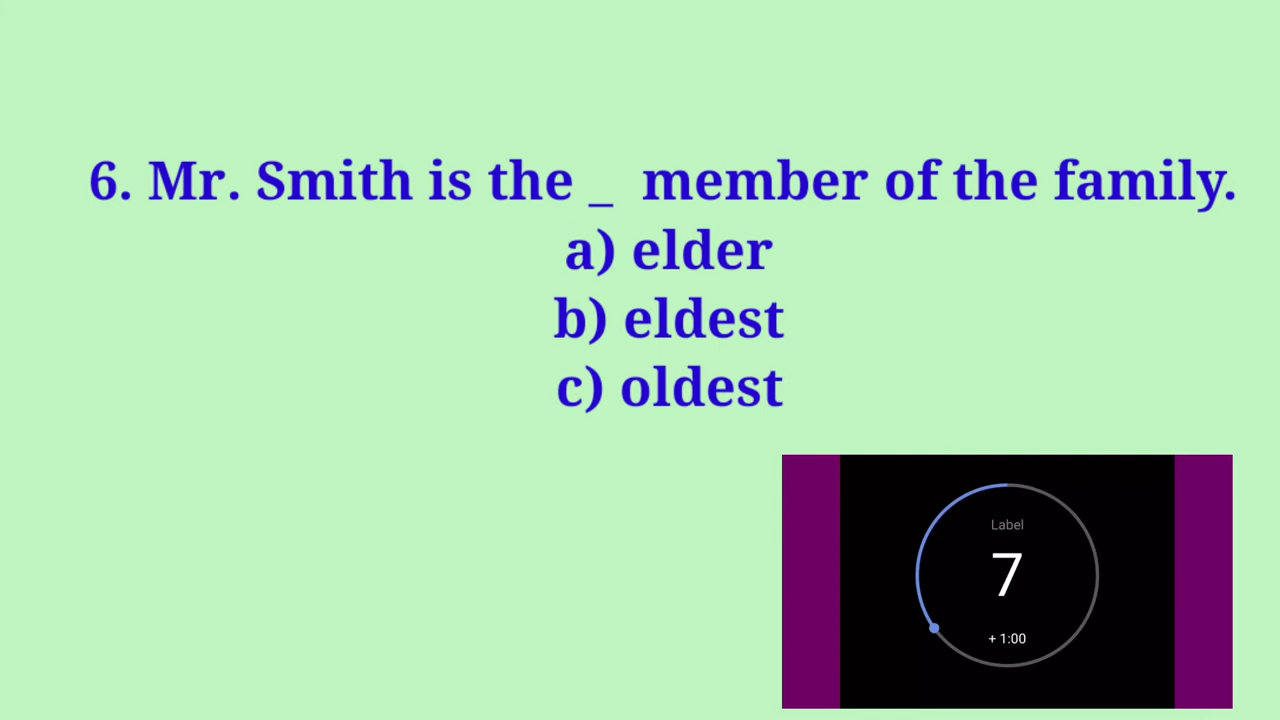 6. Mr. Smith is the _ member of the family.
a) elder
b) eldest
c) oldest
Label
7
+ 1:00